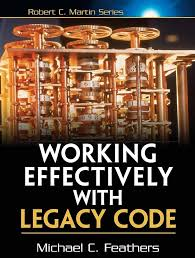 Robert C. Martin Series
WORKING
EFFECTIVELY
WITH
LEGACY CODE
Michael C. Feathers